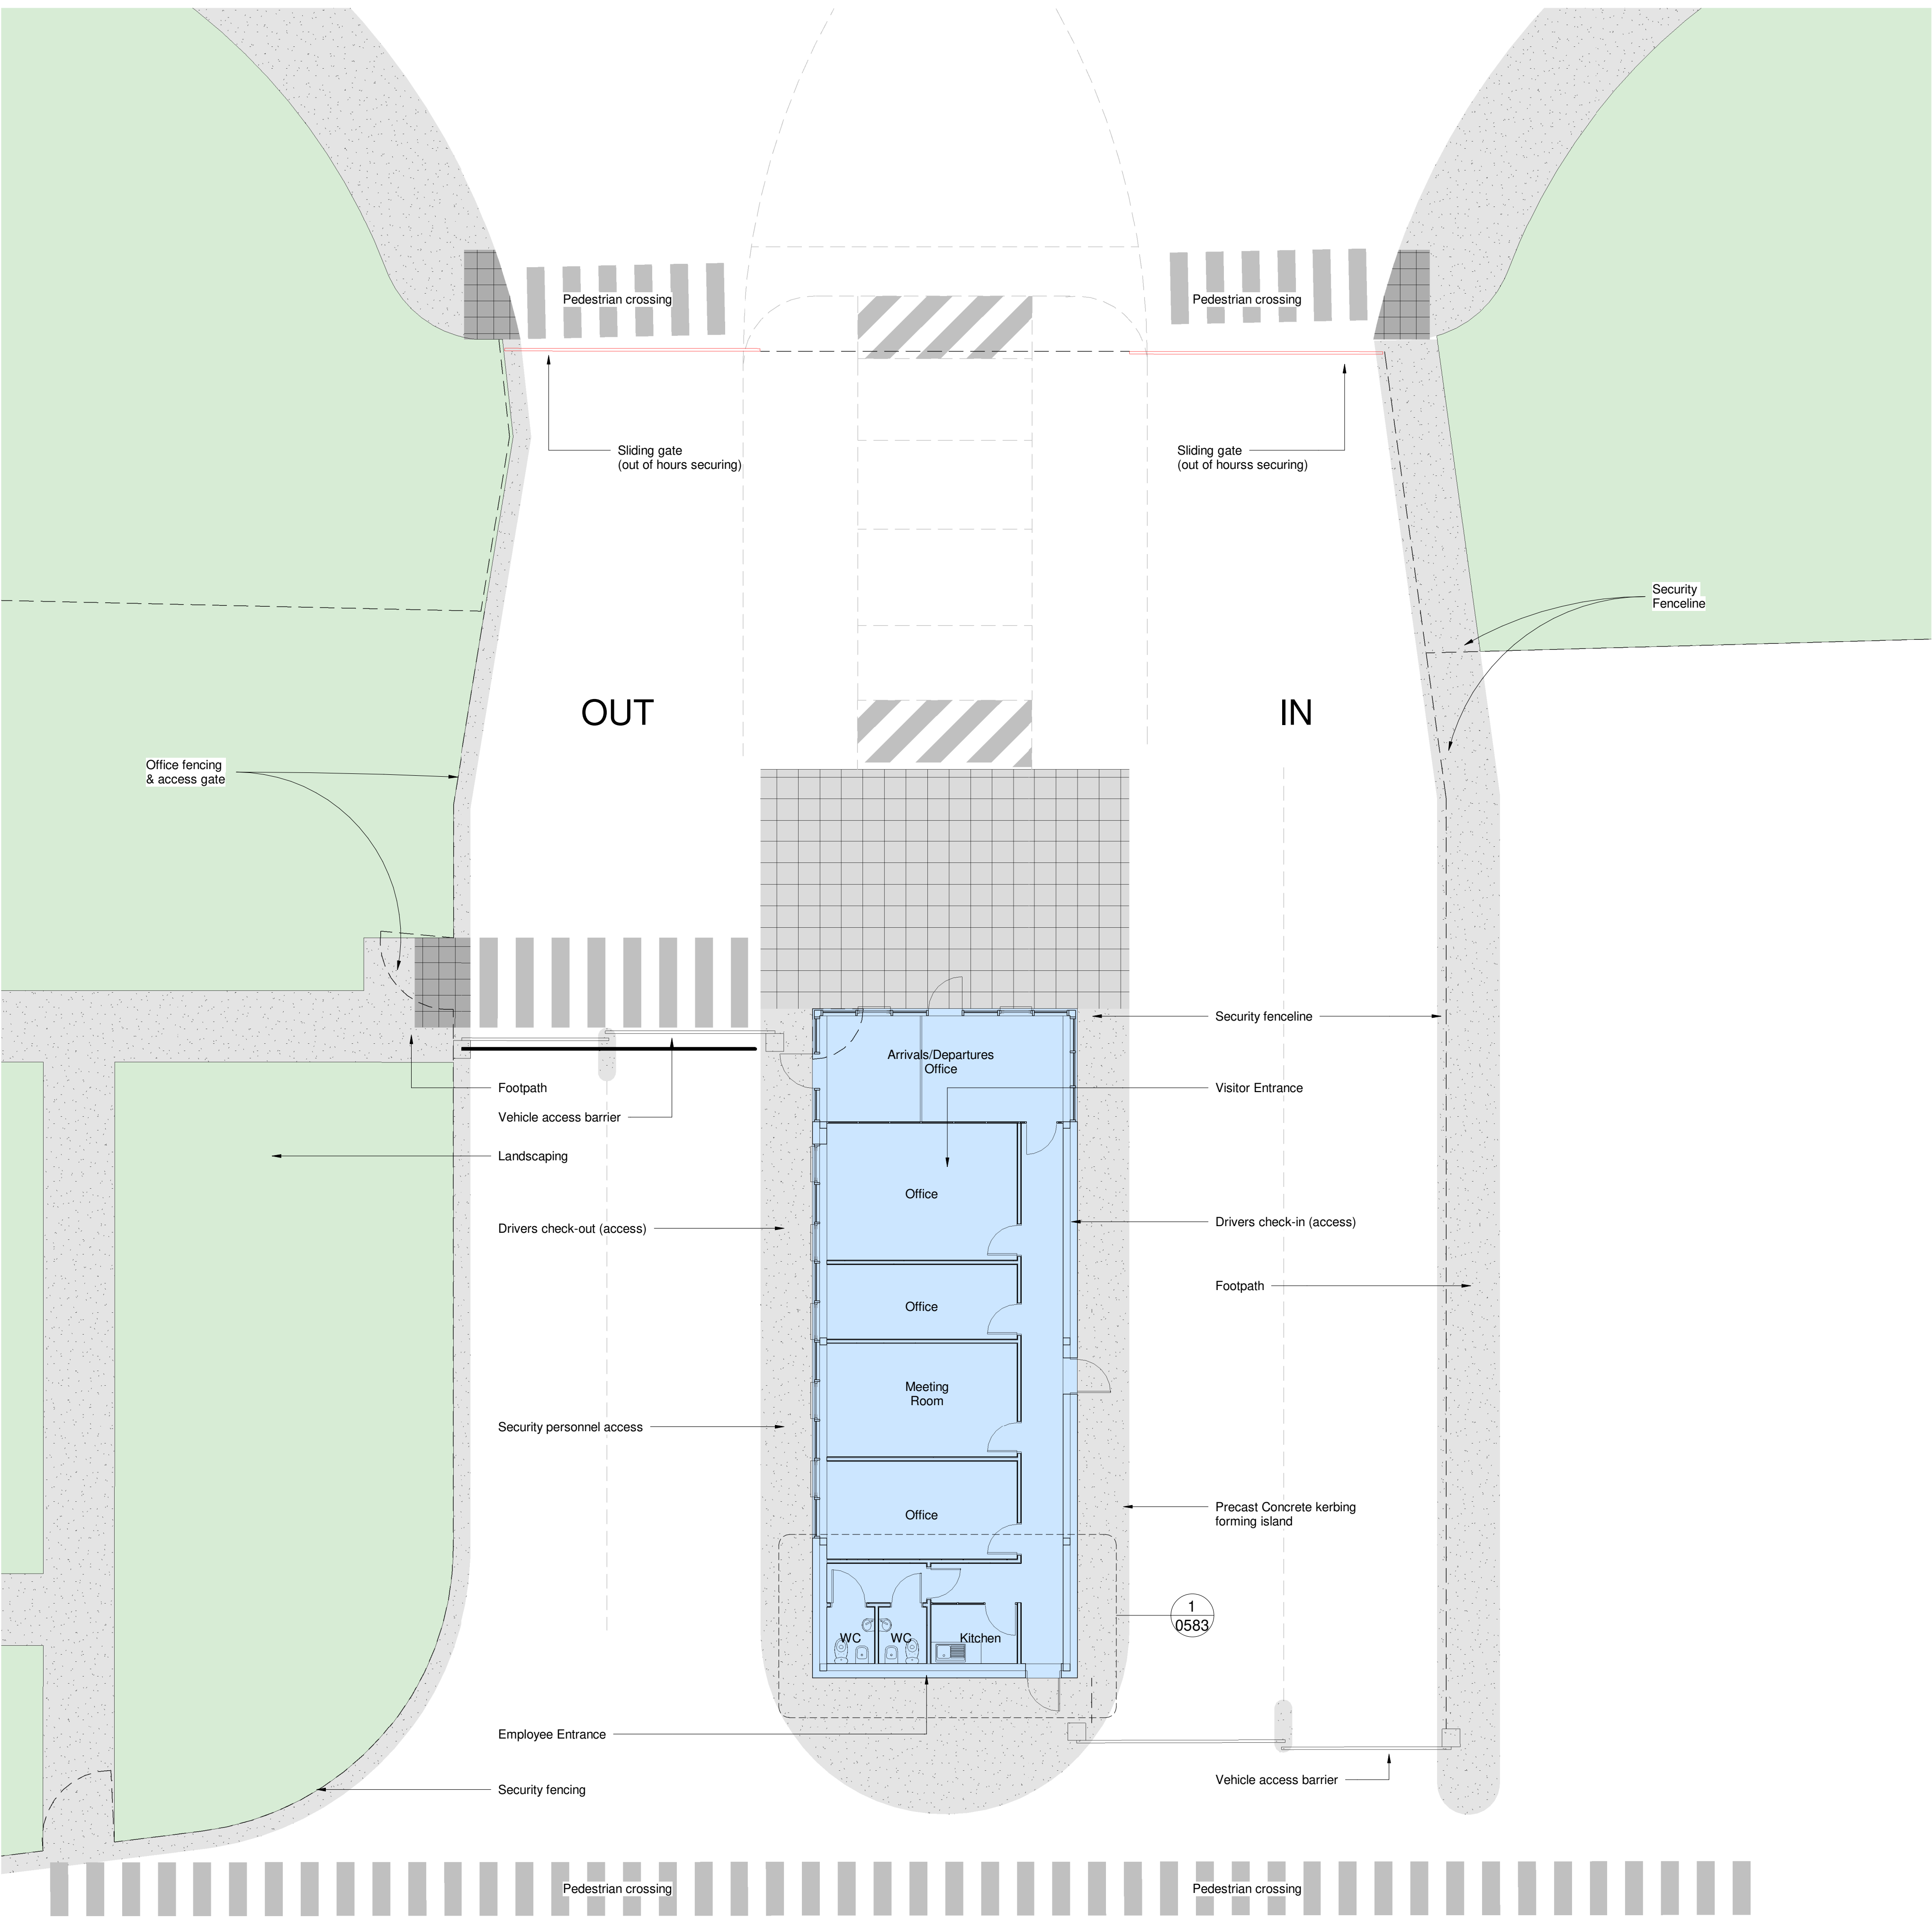 Pedestrian crossing
Pedestrian crossing
Sliding gate
(out of hours securing)
Sliding gate
(out of hourss securing)
Security
Fenceline
OUT
IN
Office fencing
& access gate
Security fenceline
Arrivals/Departures
Office
Footpath
Visitor Entrance
Vehicle access barrier
Landscaping
Office
Drivers check-out (access)
Drivers check-in (access)
Footpath
Office
Meeting
Room
Security personnel access
Office
Precast Concrete kerbing
forming island
1
0583
WC
WC
Kitchen
Employee Entrance
Vehicle access barrier
Security fencing
Pedestrian crossing
Pedestrian crossing